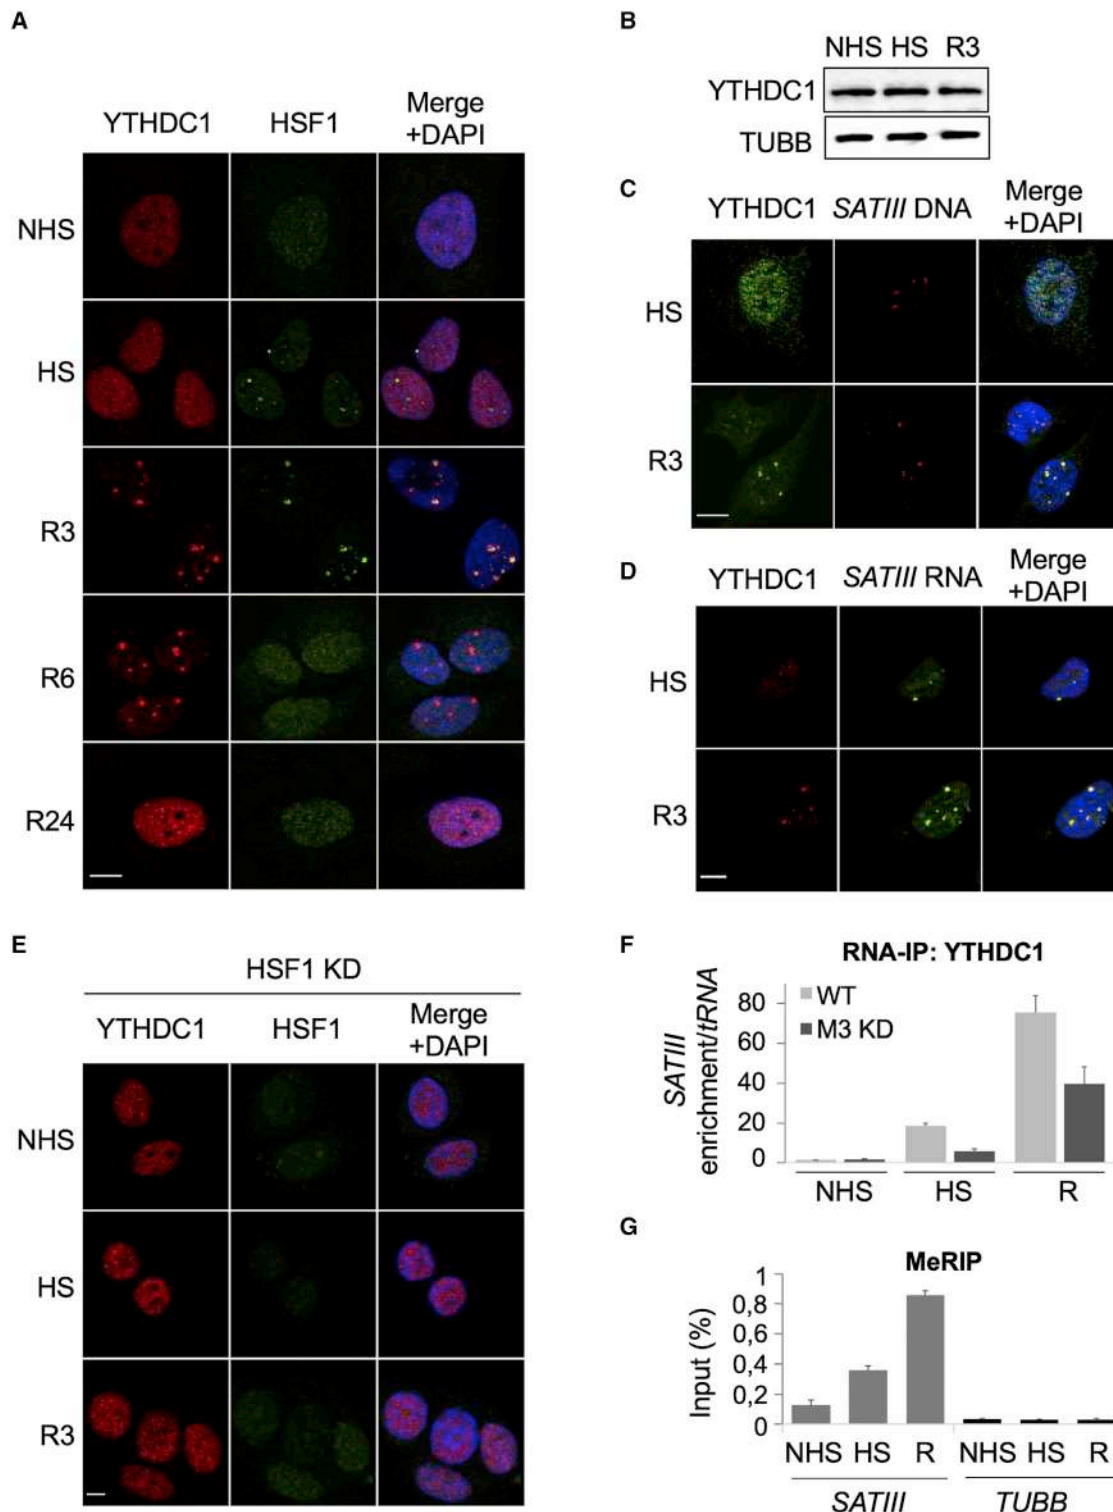 A
YTHDC1 HSF1 Merge
+DAPI
NHS
HS
R3
R6
R24
B
NHS HS R3
YTHDC1
TUBB
C
YTHDC1 SATIII DNA Merge
+DAPI
HS
R3
D
YTHDC1 SATIII RNA Merge
+DAPI
HS
R3
E
HSF1 KD
YTHDC1 HSF1 Merge
+DAPI
NHS
HS
R3
F
RNA-IP: YTHDC1
SATIII
enrichment/tRNA
80
60
40
20
0
WT
M3 KD
NHS HS R
G
MeRIP
Input (%)
1
0,8
0,6
0,4
0,2
0
NHS HS R NHS HS R
SATIII TUBB